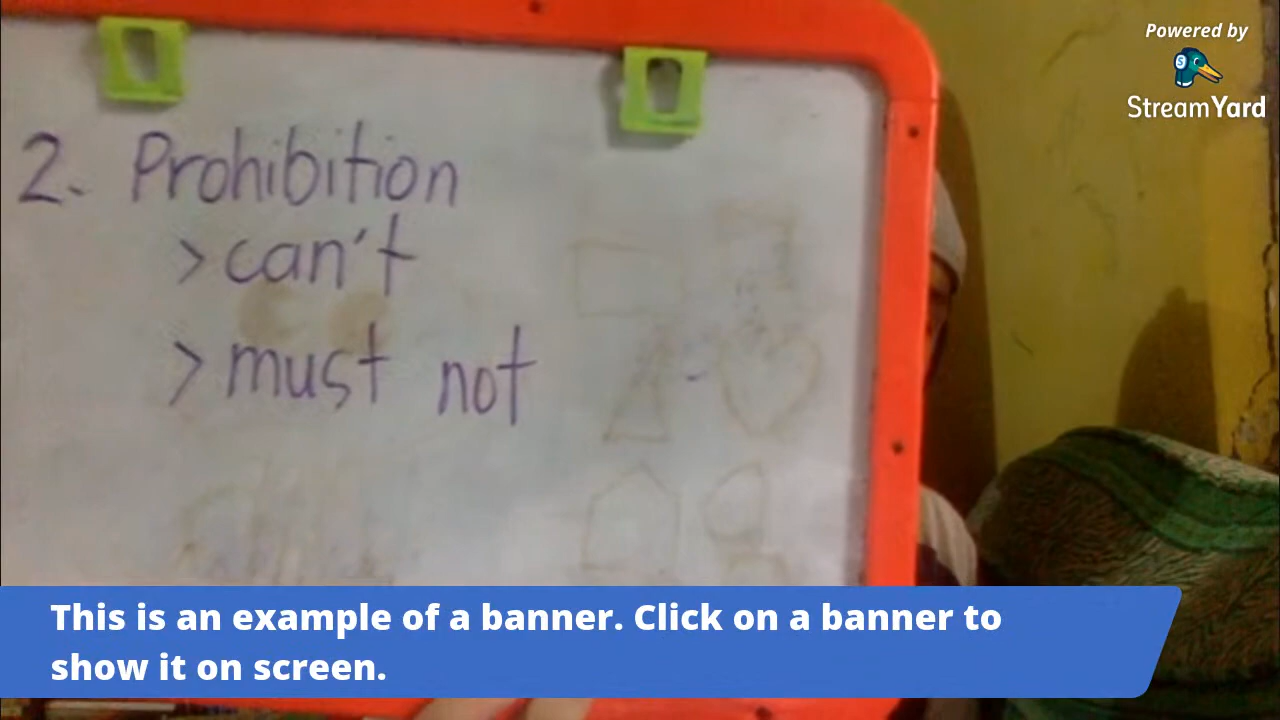 Powered by
StreamYard
2. Prohibition
> can't
> must not
This is an example of a banner. Click on a banner to
show it on screen.